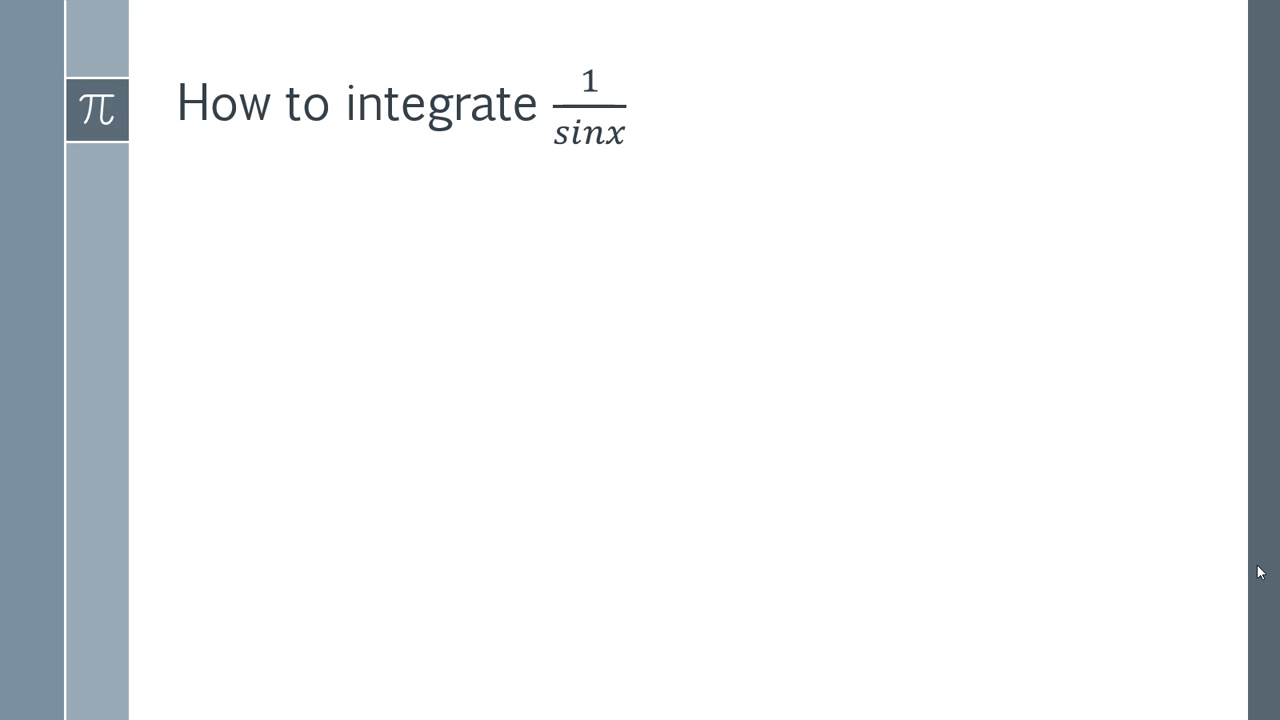 π
How to integrate 1/sinx